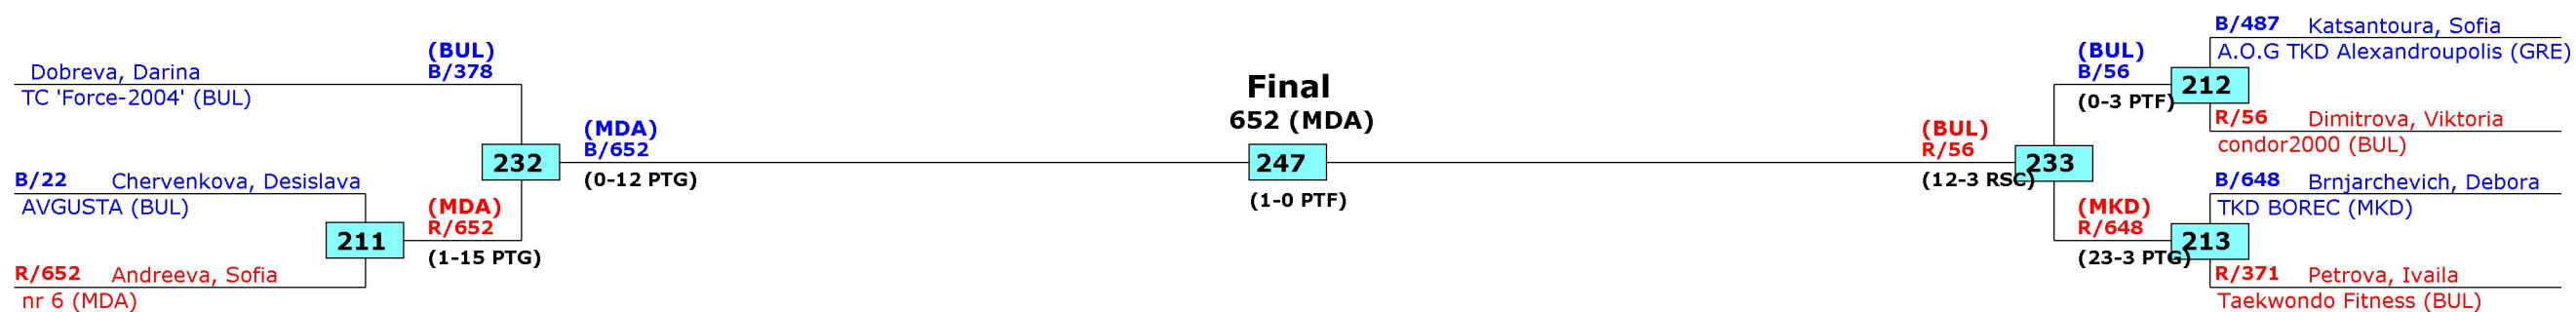 Dobreva, Darina
TC 'Force-2004' (BUL)
(BUL)
B/378
B/22 Chervenkova, Desislava
AVGUSTA (BUL)
211
R/652 Andreeva, Sofia
nr 6 (MDA)
(MDA)
R/652
(1-15 PTG)
232
(MDA)
B/652
(0-12 PTG)
Final
652 (MDA)
247
(1-0 PTF)
(BUL)
R/56
(12-3 RSC)
233
(BUL)
B/56
(0-3 PTF)
212
B/487 Katsantoura, Sofia
A.O.G TKD Alexandroupolis (GRE)
R/56 Dimitrova, Viktoria
condor2000 (BUL)
(MKD)
R/648
(23-3 PTG)
213
B/648 Brnjarchevich, Debora
TKD BOREC (MKD)
R/371 Petrova, Ivaila
Taekwondo Fitness (BUL)